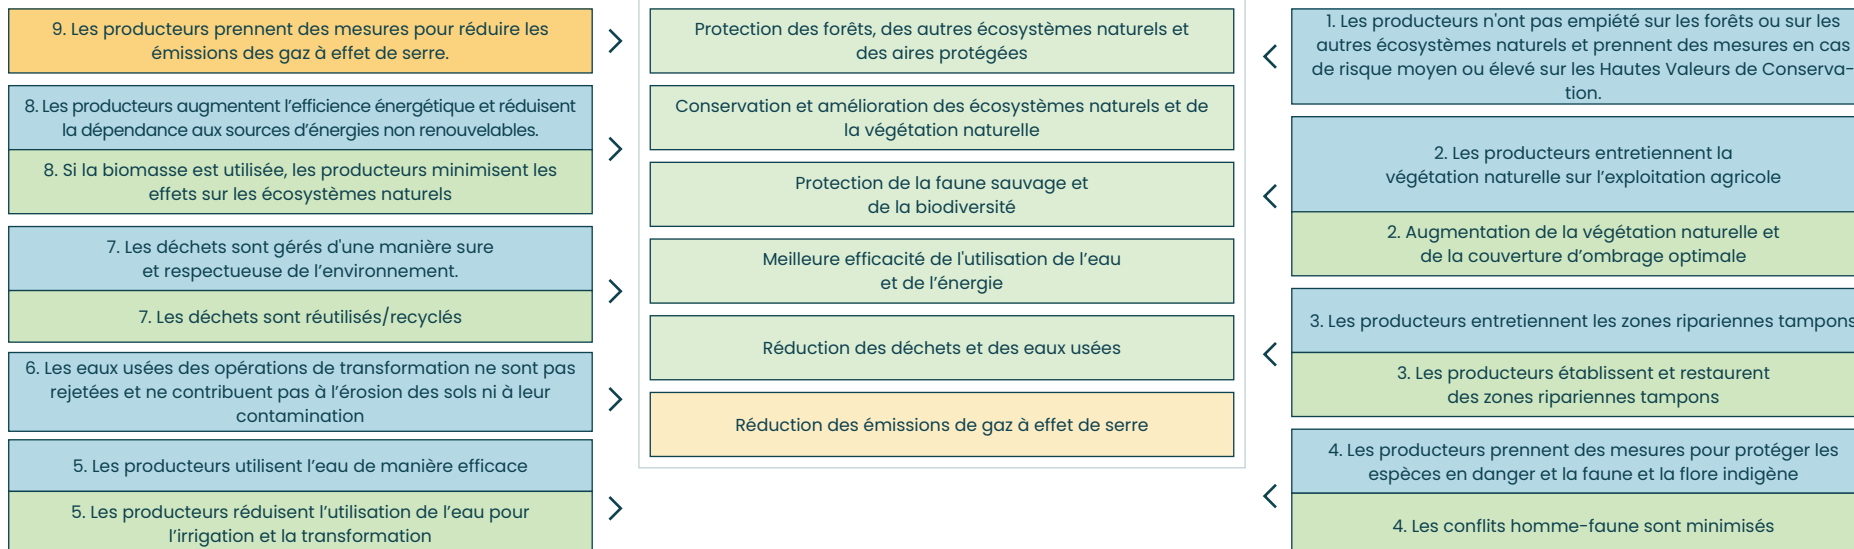 9. Les producteurs prennent des mesures pour réduire les
émissions des gaz à effet de serre.
8. Les producteurs augmentent l'efficience énergétique et réduisent
la dépendance aux sources d'énergies non renouvelables.
8. Si la biomasse est utilisée, les producteurs minimisent les
effets sur les écosystèmes naturels
7. Les déchets sont gérés d'une manière sure
et respectueuse de l'environnement.
7. Les déchets sont réutilisés/recyclés
6. Les eaux usées des opérations de transformation ne sont pas
rejetées et ne contribuent pas à l'érosion des sols ni à leur
contamination
5. Les producteurs utilisent l'eau de manière efficace
5. Les producteurs réduisent l'utilisation de l'eau pour
l'irrigation et la transformation
Protection des forêts, des autres écosystèmes naturels et
des aires protégées
Conservation et amélioration des écosystèmes naturels et de
la végétation naturelle
Protection de la faune sauvage et
de la biodiversité
Meilleure efficacité de l'utilisation de l'eau
et de l'énergie
Réduction des déchets et des eaux usées
Réduction des émissions de gaz à effet de serre
1. Les producteurs n'ont pas empiété sur les forêts ou sur les
autres écosystèmes naturels et prennent des mesures en cas
de risque moyen ou élevé sur les Hautes Valeurs de Conserva-
tion.
2. Les producteurs entretiennent la
végétation naturelle sur l'exploitation agricole
2. Augmentation de la végétation naturelle et
de la couverture d'ombrage optimale
3. Les producteurs entretiennent les zones ripariennes tampons
3. Les producteurs établissent et restaurent
des zones ripariennes tampons
4. Les producteurs prennent des mesures pour protéger les
espèces en danger et la faune et la flore indigène
4. Les conflits homme-faune sont minimisés